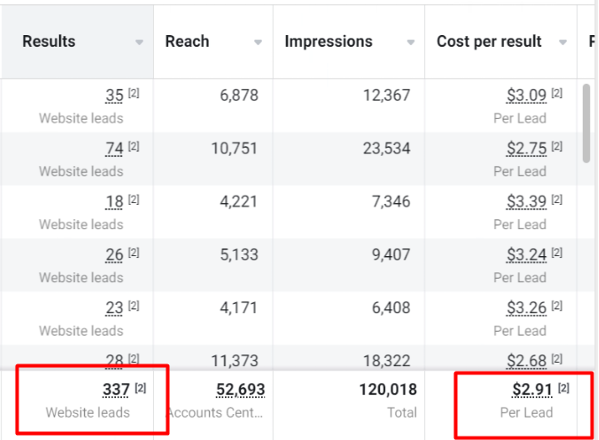 Results Reach Impressions Cost per result
35 [2] 6,878 12,367 $3.09 [2]
Website leads Per Lead
74 [2] 10,751 23,534 $2.75 [2]
Website leads Per Lead
18 [2] 4,221 7,346 $3.39 [2]
Website leads Per Lead
26 [2] 5,133 9,407 $3.24 [2]
Website leads Per Lead
23 [2] 4,171 6,408 $3.26 [2]
Website leads Per Lead
28 [2] 11,373 18,322 $2.68 [2]
337 [2] 52,693 120,018 $2.91 [2]
Website leads Accounts Cent... Total Per Lead